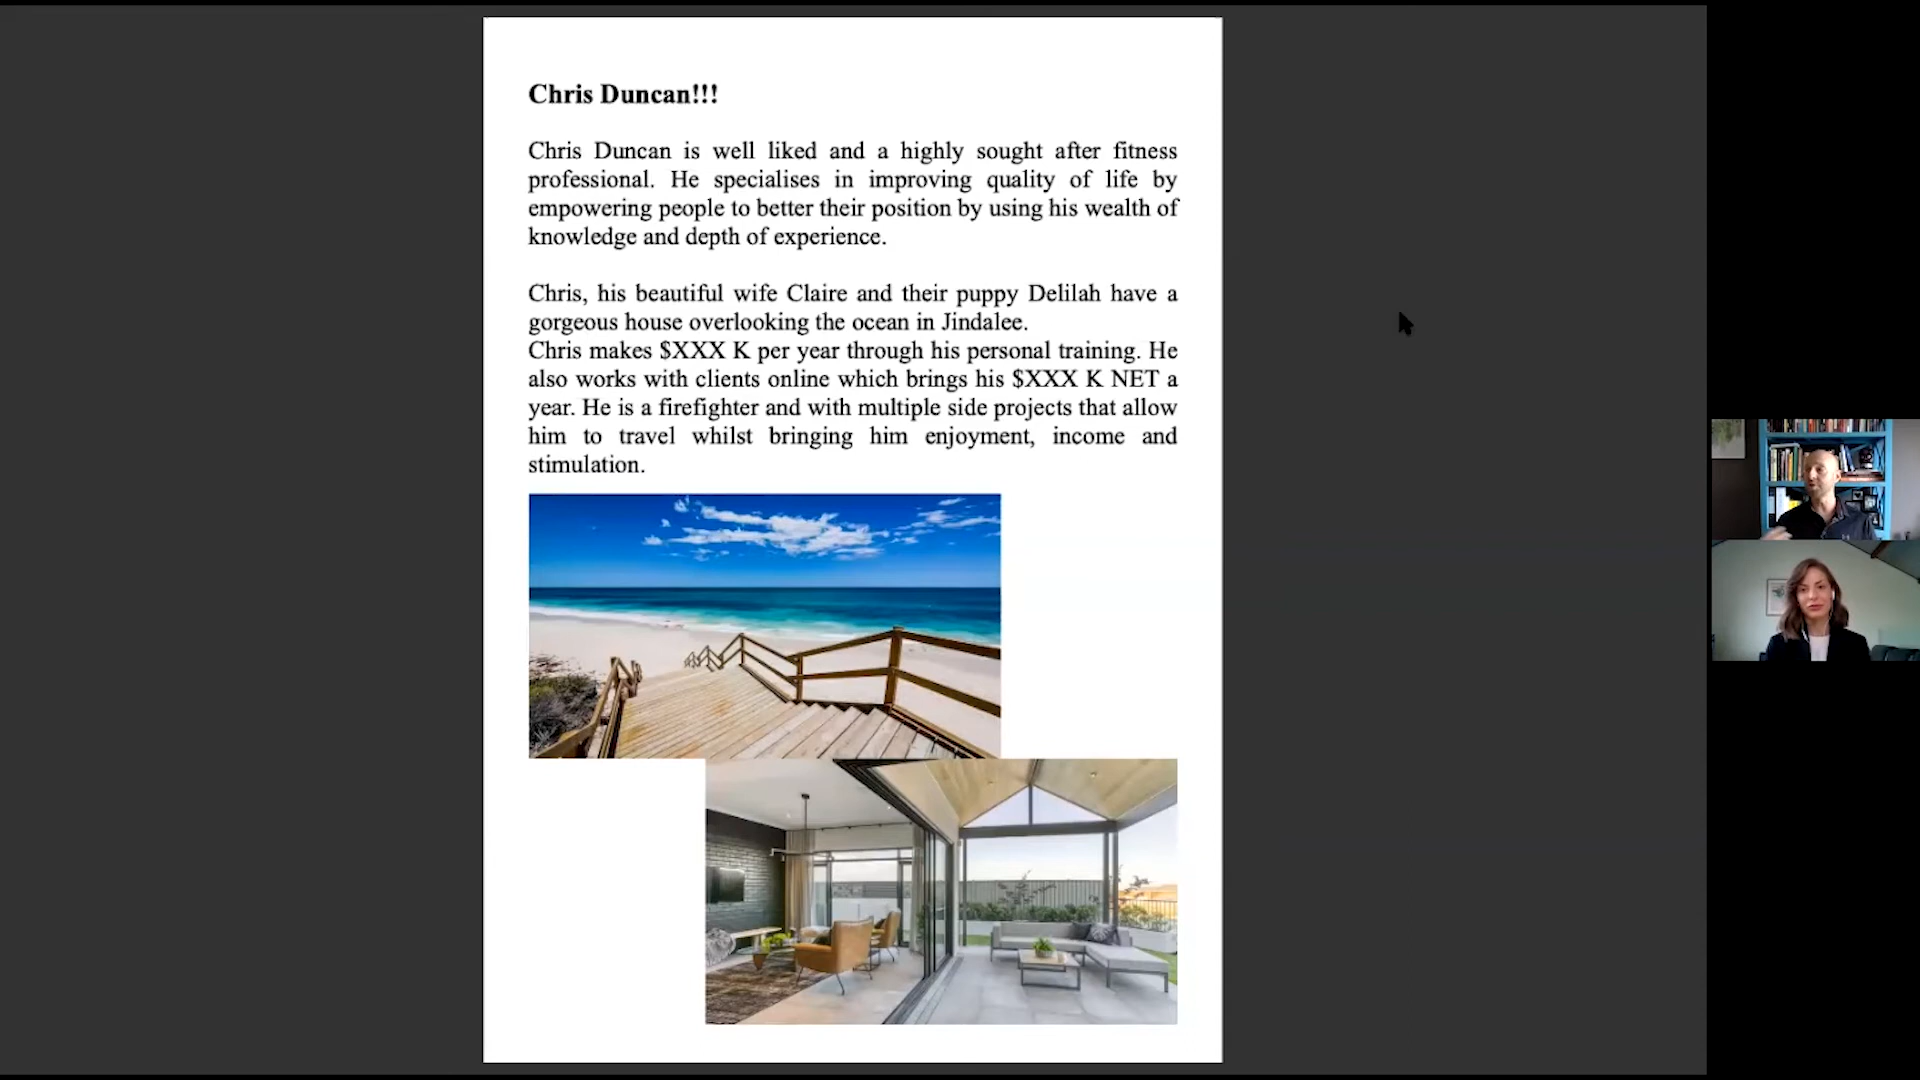 Chris Duncan!!!
Chris Duncan is well liked and a highly sought after fitness
professional. He specialises in improving quality of life by
empowering people to better their position by using his wealth of
knowledge and depth of experience.
Chris, his beautiful wife Claire and their puppy Delilah have a
gorgeous house overlooking the ocean in Jindalee.
Chris makes $XXX K per year through his personal training. He
also works with clients online which brings his $XXX K NET a
year. He is a firefighter and with multiple side projects that allow
him to travel whilst bringing him enjoyment, income and
stimulation.